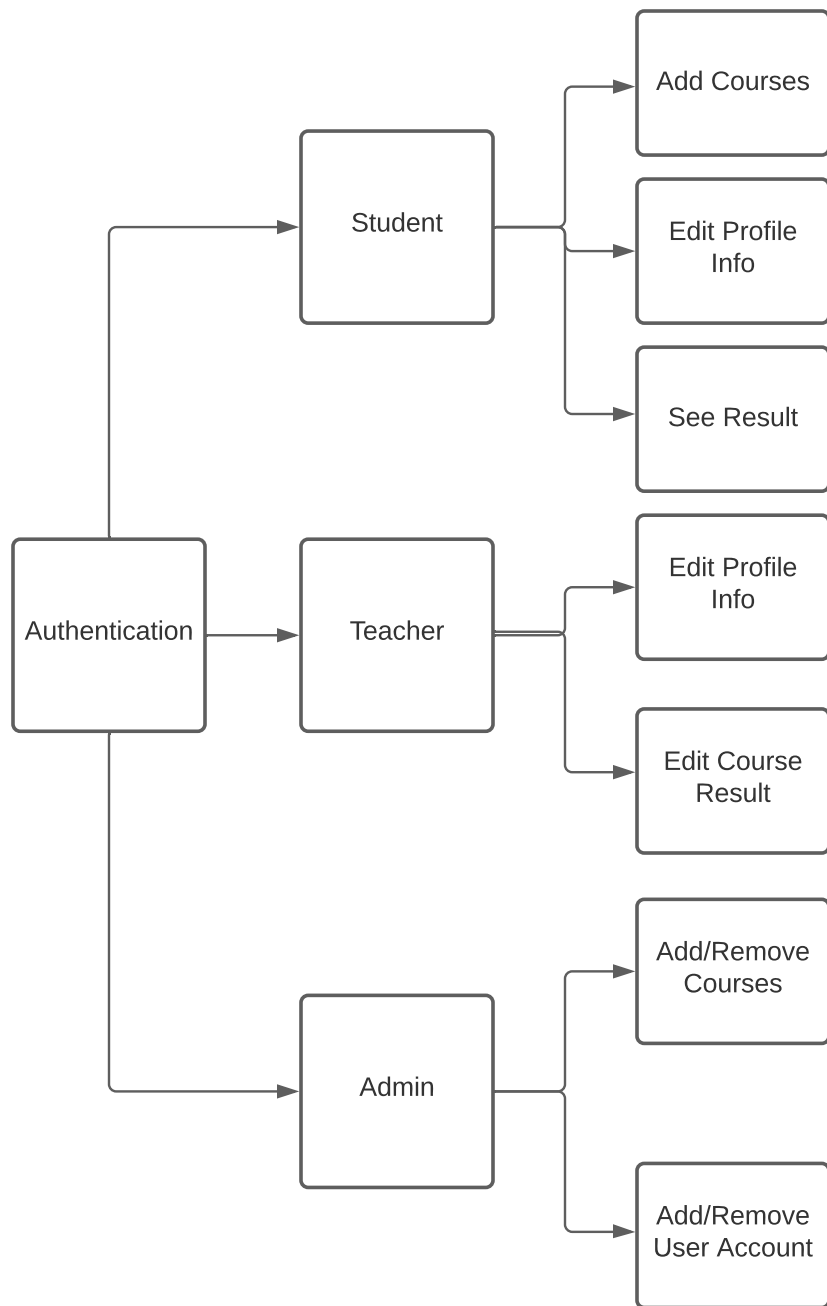 Add Courses
Student
Edit Profile
Info
See Result
Authentication
Teacher
Edit Profile
Info
Edit Course
Result
Admin
Add/Remove
Courses
Add/Remove
User Account